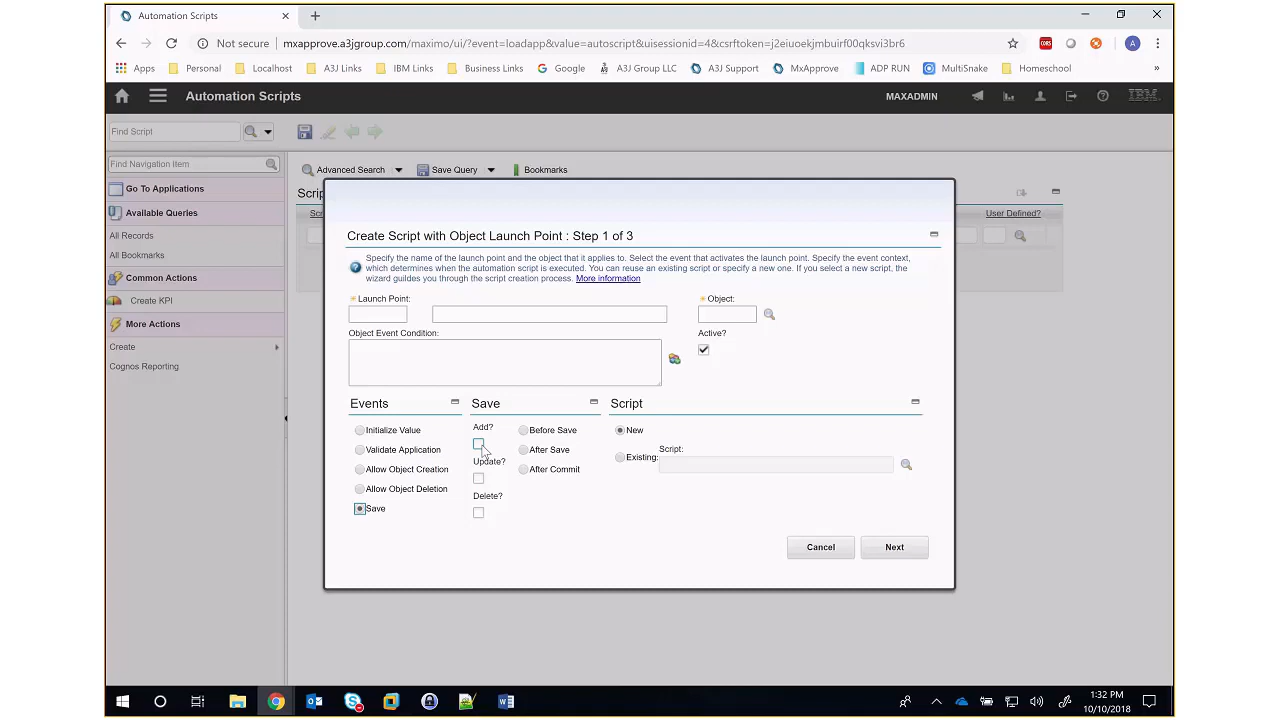 Automation Scripts
Not secure
mxapprove.a3jgroup.com/maximo/ui/?event=loadapp&value=autoscript&uisessionid=4&csrftoken=j2eiuoekjmbuirf00qksvi3br6
CORS
A
Apps Personal Localhost A3J Links IBM Links Business Links Google A3J Group LLC A3J Support MxApprove ADP RUN MultiSnake Homeschool »
Automation Scripts MAXADMIN IBM
Find Script
Find Navigation Item
Advanced Search Save Query Bookmarks
Go To Applications
Available Queries
All Records
All Bookmarks
Common Actions
Create KPI
More Actions
Create
Cognos Reporting
User Defined?
Create Script with Object Launch Point : Step 1 of 3
Specify the name of the launch point and the object that it applies to. Select the event that activates the launch point. Specify the event context,
which determines when the automation script is executed. You can reuse an existing script or specify a new one. If you select a new script, the
wizard guides you through the script creation process. More information
Launch Point: Object:
Object Event Condition: Active?
Events Save Script
Initialize Value
Validate Application
Allow Object Creation
Allow Object Deletion
Save
Add?
Update?
Delete?
Before Save
After Save
After Commit
New
Existing:
Script:
Cancel Next
1:32 PM
10/10/2018